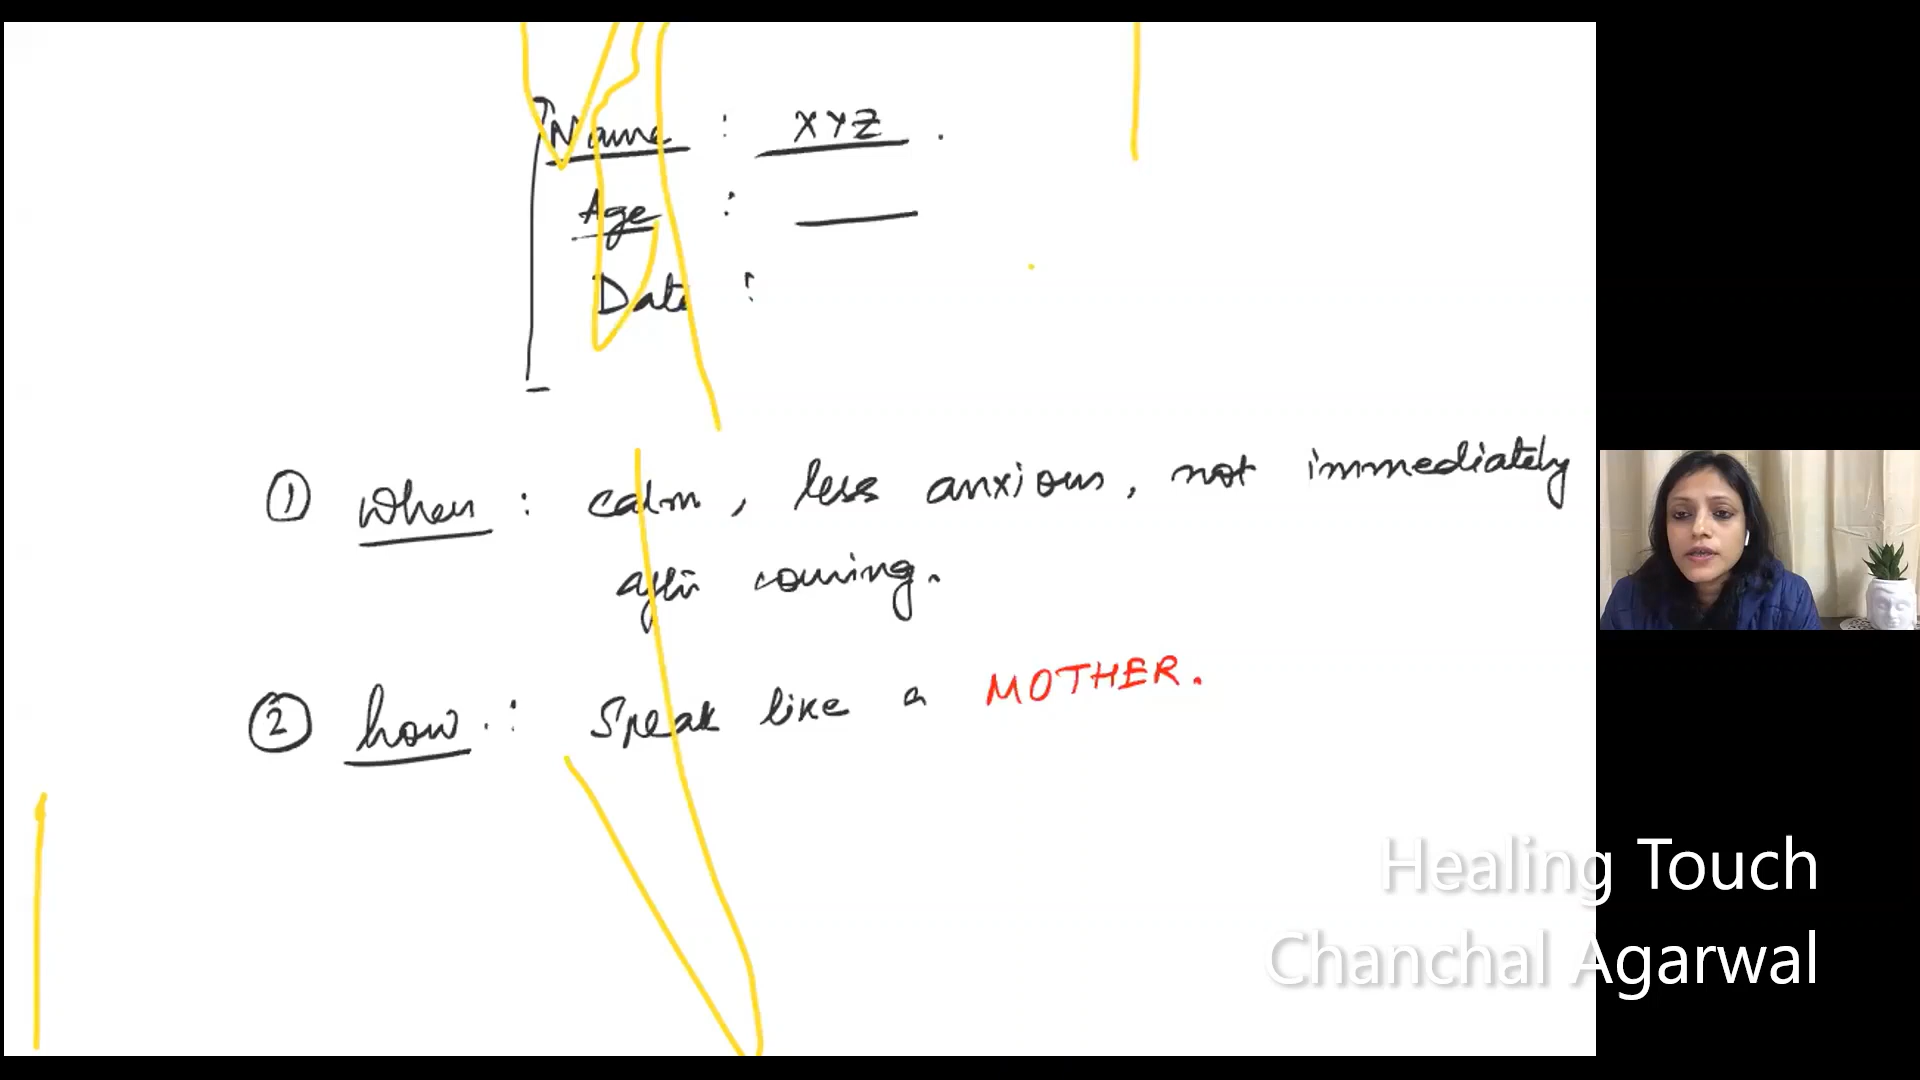 Name : XYZ .
Age : ____
Date :
① when : calm, less anxious, not immediately
after coming.
② how : Speak like a MOTHER.
Healing Touch
Chanchal Agarwal